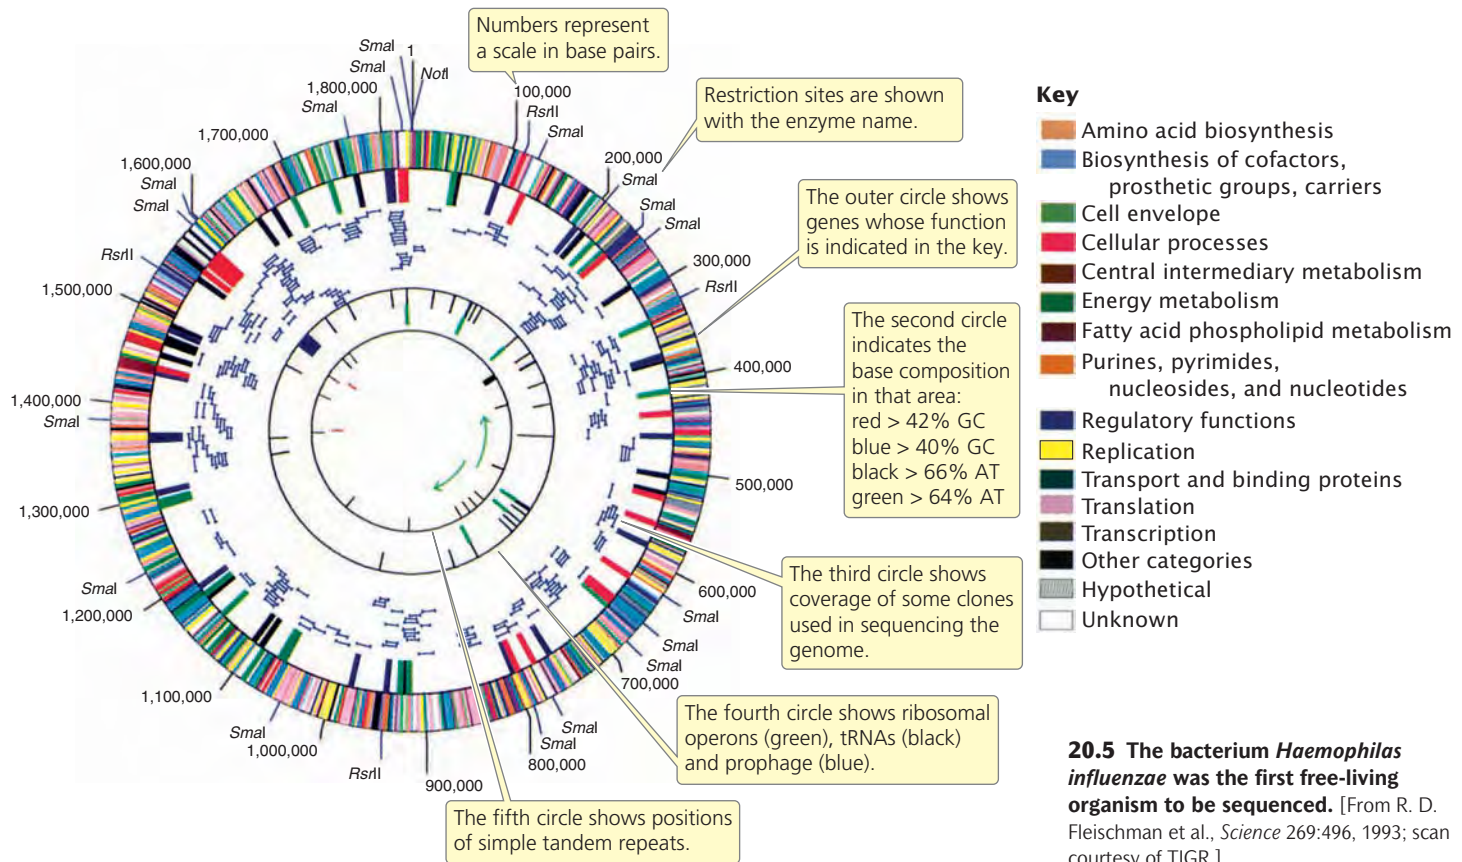 Numbers represent
a scale in base pairs.
SmaI
1
SmaI
NotI
1,800,000
100,000
SmaI
RsrII
SmaI
1,700,000
200,000
1,600,000
SmaI
SmaI
SmaI
SmaI
SmaI
RsrII
300,000
1,500,000
RsrII
400,000
1,400,000
SmaI
500,000
1,300,000
600,000
SmaI
SmaI
1,200,000
SmaI
SmaI
700,000
1,100,000
SmaI
SmaI
1,000,000
SmaI
800,000
RsrII
900,000
Restriction sites are shown
with the enzyme name.
The outer circle shows
genes whose function
is indicated in the key.
The second circle
indicates the
base composition
in that area:
red > 42% GC
blue > 40% GC
black > 66% AT
green > 64% AT
The third circle shows
coverage of some clones
used in sequencing the
genome.
The fourth circle shows ribosomal
operons (green), tRNAs (black)
and prophage (blue).
The fifth circle shows positions
of simple tandem repeats.
Key
Amino acid biosynthesis
Biosynthesis of cofactors,
prosthetic groups, carriers
Cell envelope
Cellular processes
Central intermediary metabolism
Energy metabolism
Fatty acid phospholipid metabolism
Purines, pyrimides,
nucleosides, and nucleotides
Regulatory functions
Replication
Transport and binding proteins
Translation
Transcription
Other categories
Hypothetical
Unknown
20.5 The bacterium Haemophilas
influenzae was the first free-living
organism to be sequenced. [From R. D.
Fleischman et al., Science 269:496, 1993; scan
courtesy of TIGR.]